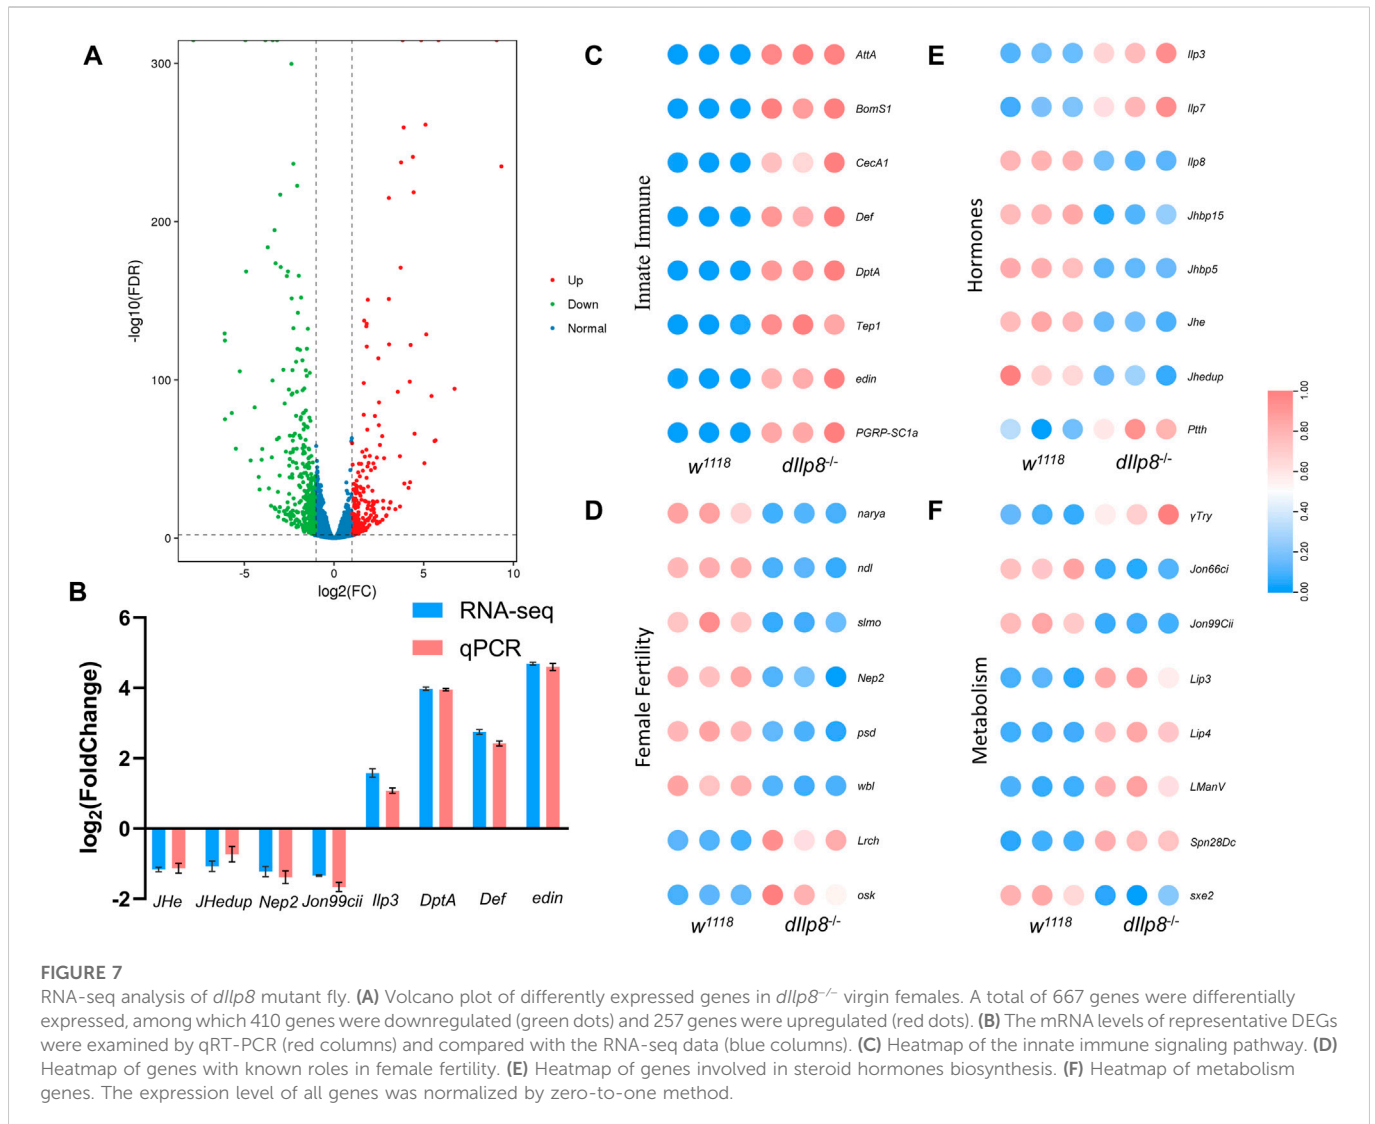 A
300
200
100
0
-log10(FDR)
-5
0
5
10
log2(FC)
Up
Down
Normal
B
RNA-seq
qPCR
6
4
2
0
-2
log2(FoldChange)
JHe JHedup Nep2 Jon99cii Ilp3 DptA Def edin
C
Innate Immune
AttA
BomS1
CecA1
Def
DptA
Tep1
edin
PGRP-SC1a
w1118 dIlp8-/-
D
Female Fertility
narya
ndl
slmo
Nep2
psd
wbl
Lrch
osk
w1118 dIlp8-/-
E
Hormones
Ilp3
Ilp7
Ilp8
Jhbp15
Jhbp5
Jhe
Jhedup
Ptth
w1118 dIlp8-/-
F
Metabolism
γTry
Jon66ci
Jon99Cii
Lip3
Lip4
LManV
Spn28Dc
sxe2
w1118 dIlp8-/-
1.00
0.80
0.60
0.40
0.20
0.00
FIGURE 7
RNA-seq analysis of dIlp8 mutant fly. (A) Volcano plot of differently expressed genes in dIlp8−/− virgin females. A total of 667 genes were differentially
expressed, among which 410 genes were downregulated (green dots) and 257 genes were upregulated (red dots). (B) The mRNA levels of representative DEGs
were examined by qRT-PCR (red columns) and compared with the RNA-seq data (blue columns). (C) Heatmap of the innate immune signaling pathway. (D)
Heatmap of genes with known roles in female fertility. (E) Heatmap of genes involved in steroid hormones biosynthesis. (F) Heatmap of metabolism
genes. The expression level of all genes was normalized by zero-to-one method.